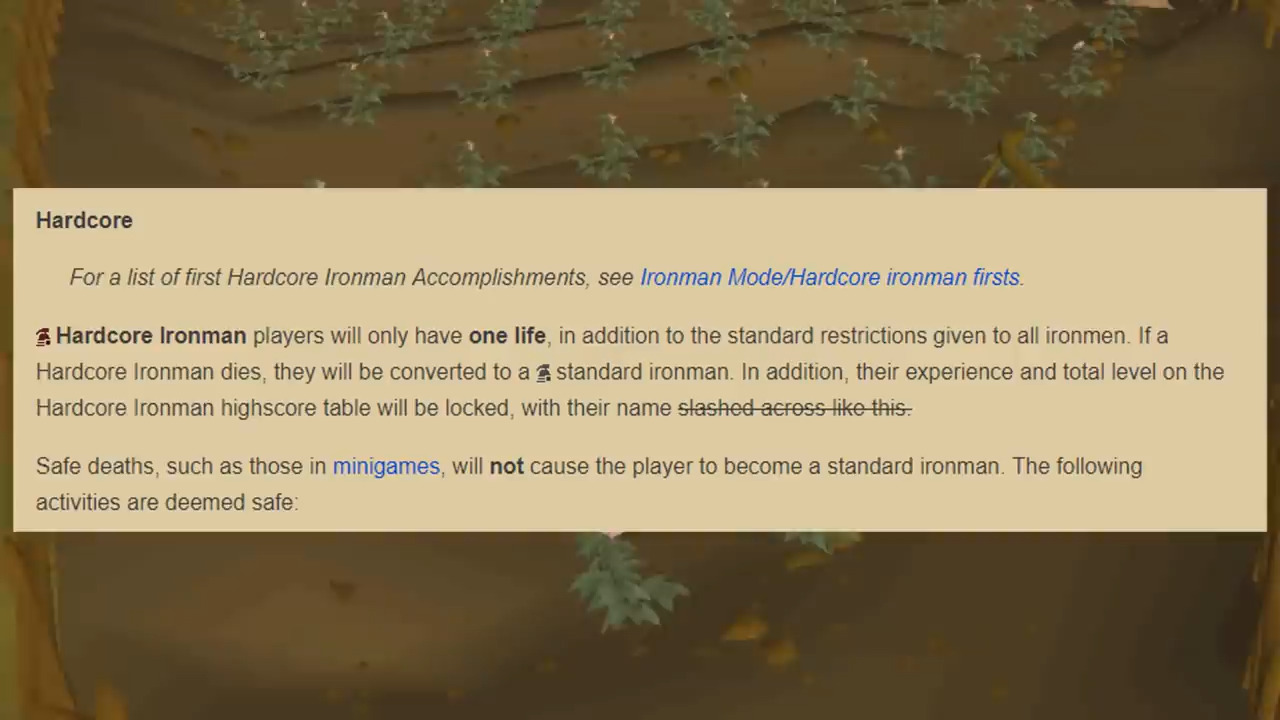 Hardcore
For a list of first Hardcore Ironman Accomplishments, see Ironman Mode/Hardcore ironman firsts.
Hardcore Ironman players will only have one life, in addition to the standard restrictions given to all ironmen. If a
Hardcore Ironman dies, they will be converted to a standard ironman. In addition, their experience and total level on the
Hardcore Ironman highscore table will be locked, with their name slashed across like this.
Safe deaths, such as those in minigames, will not cause the player to become a standard ironman. The following
activities are deemed safe: